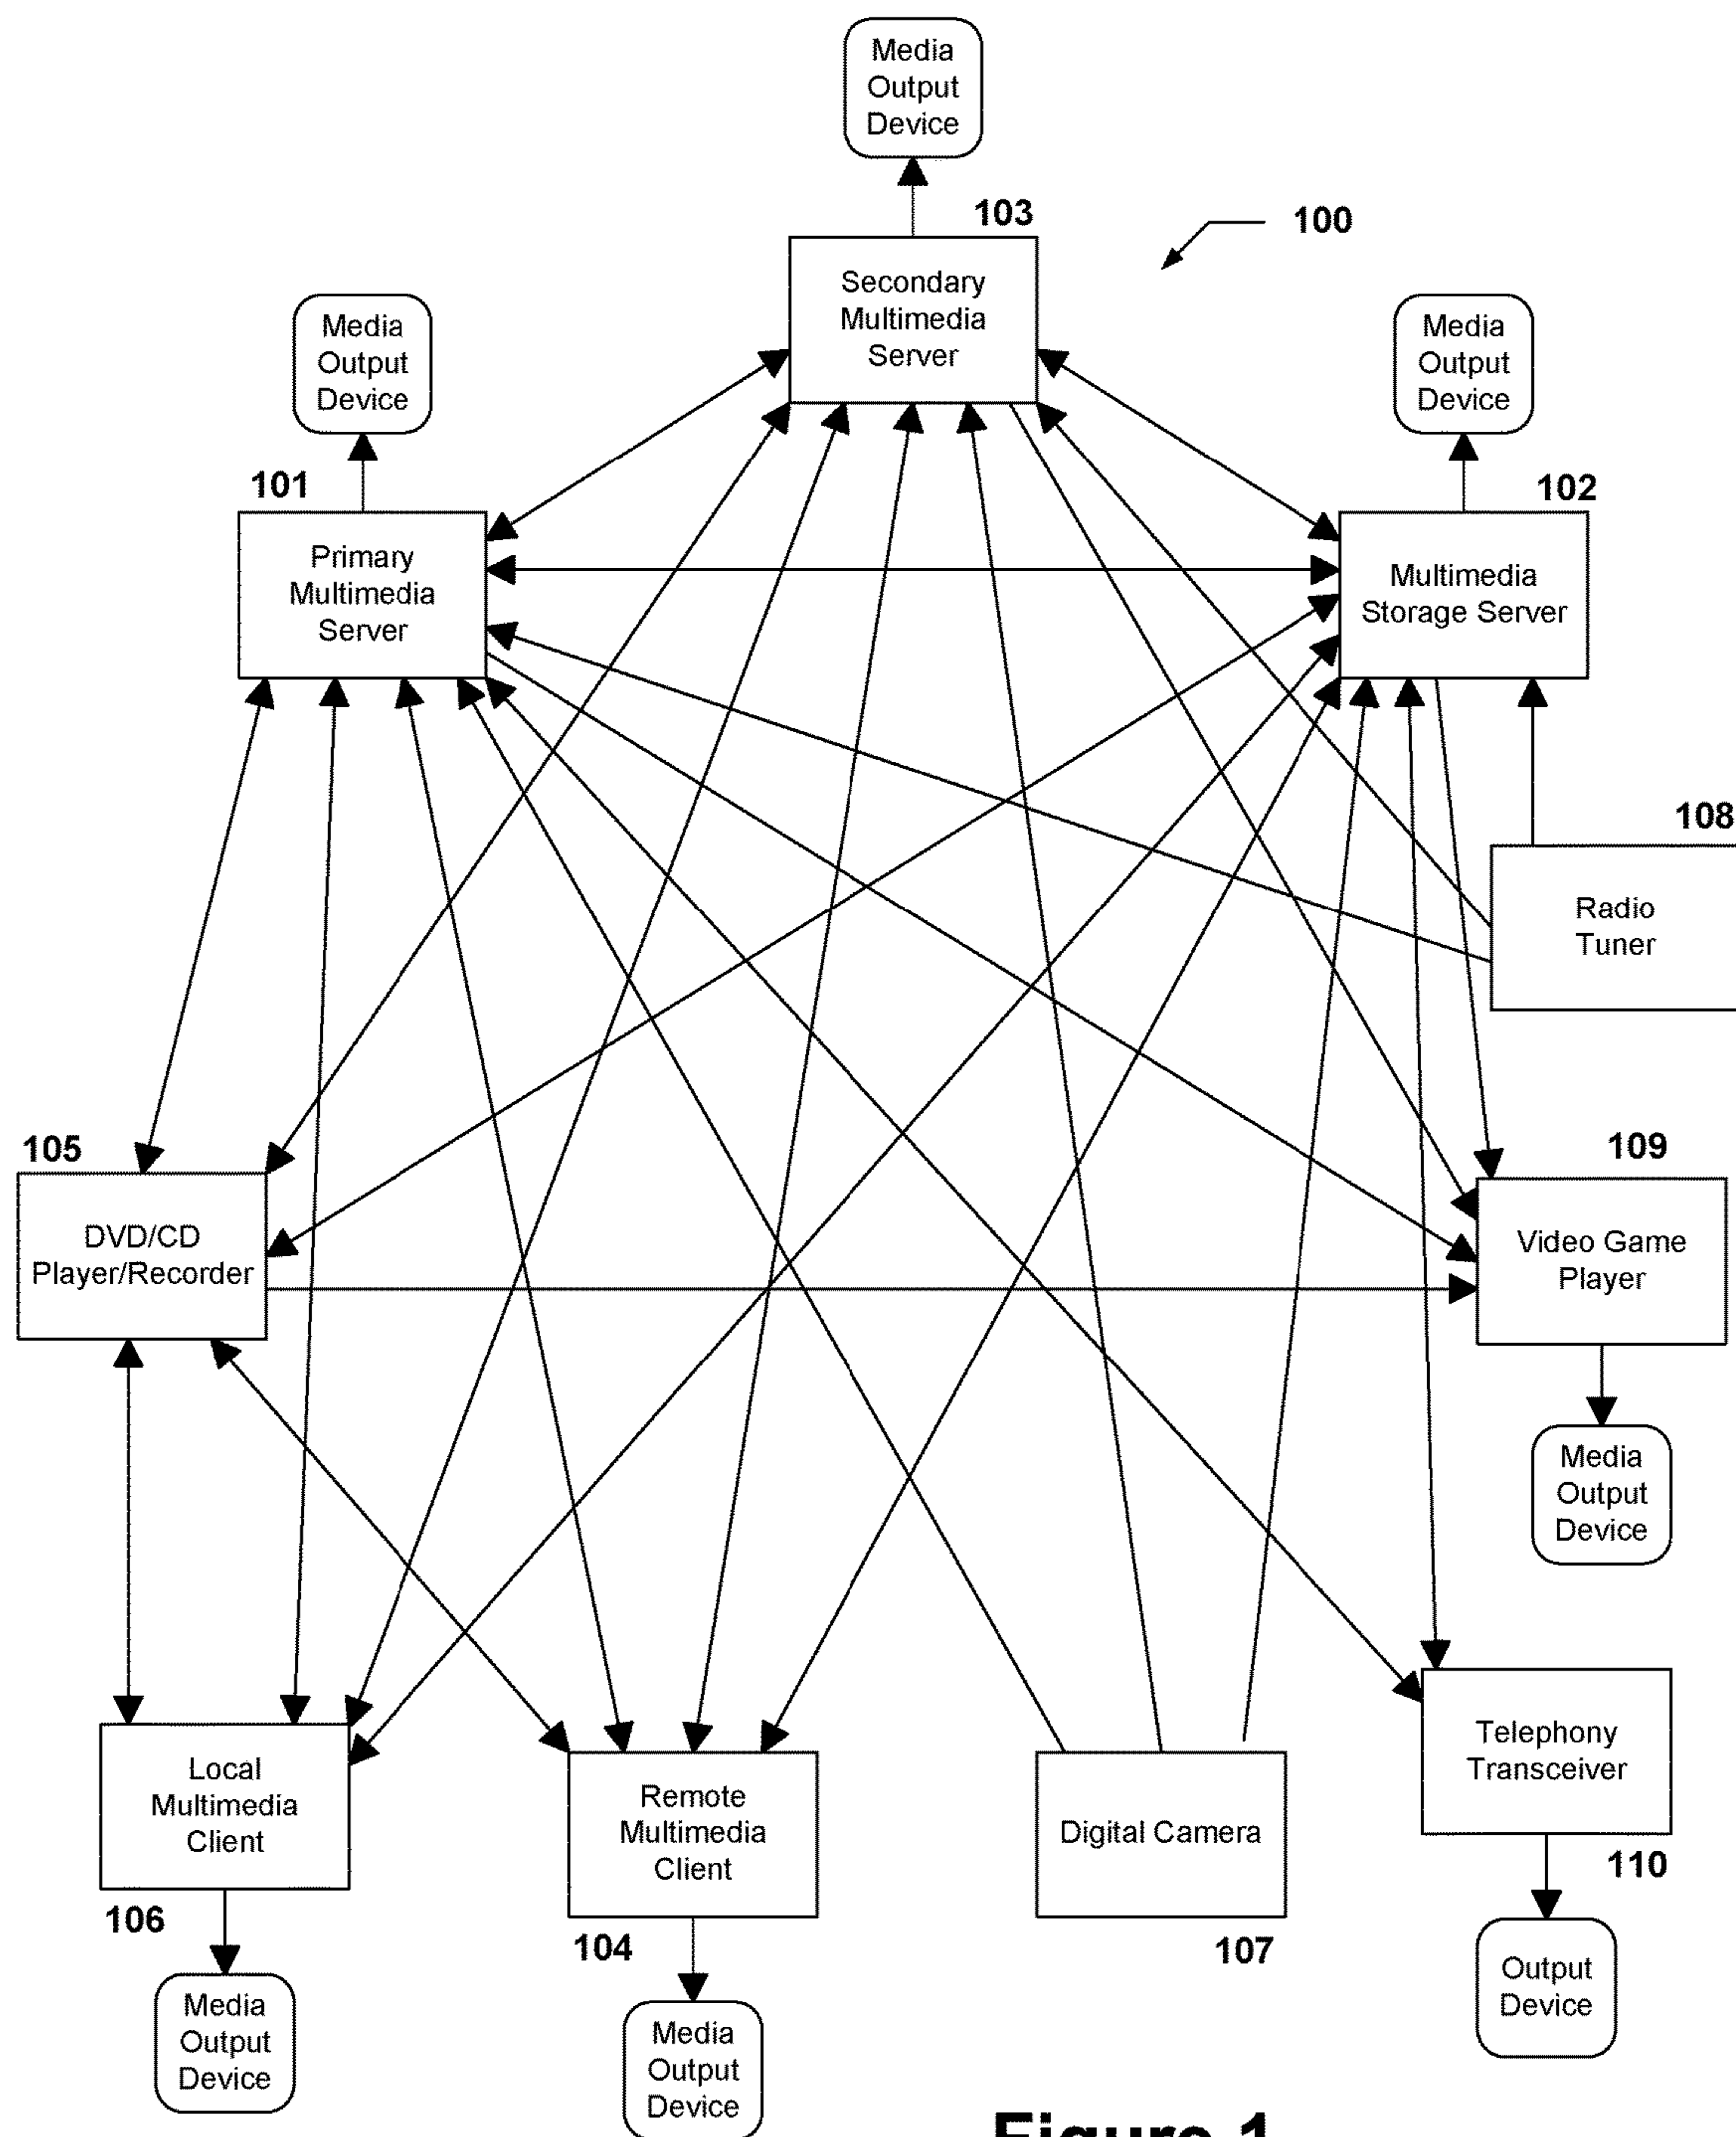 Media
Output
Device
103
100
Secondary
Multimedia
Server
Media
Output
Device
Media
Output
Device
101
102
Primary
Multimedia
Server
Multimedia
Storage Server
108
Radio
Tuner
105
109
DVD/CD
Player/Recorder
Video Game
Player
Media
Output
Device
Local
Multimedia
Client
Remote
Multimedia
Client
Digital Camera
Telephony
Transceiver
106
104
107
110
Media
Output
Device
Media
Output
Device
Output
Device
Figure 1